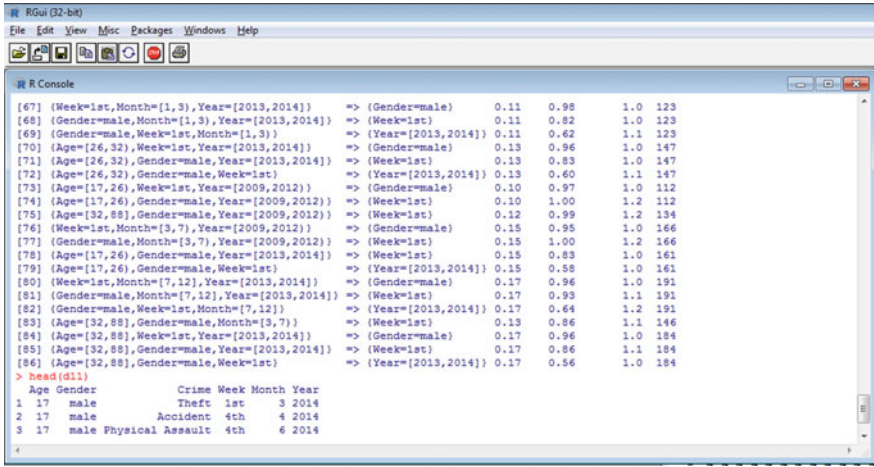 RGui (32-bit)
File Edit View Misc Packages Windows Help
STOP
R Console
[67] {Week=1st,Month=[1,3),Year=[2013,2014]} => {Gender=male} 0.11 0.98 1.0 123
[68] {Gender=male,Month=[1,3),Year=[2013,2014]} => {Week=1st} 0.11 0.82 1.0 123
[69] {Gender=male,Week=1st,Month=[1,3)} => {Year=[2013,2014]} 0.11 0.62 1.1 123
[70] {Age=[26,32),Week=1st,Year=[2013,2014]} => {Gender=male} 0.13 0.96 1.0 147
[71] {Age=[26,32),Gender=male,Year=[2013,2014]} => {Week=1st} 0.13 0.83 1.0 147
[72] {Age=[26,32),Gender=male,Week=1st} => {Year=[2013,2014]} 0.13 0.60 1.1 147
[73] {Age=[17,26),Week=1st,Year=[2009,2012)} => {Gender=male} 0.10 0.97 1.0 112
[74] {Age=[17,26),Gender=male,Year=[2009,2012)} => {Week=1st} 0.10 1.00 1.2 112
[75] {Age=[32,88],Gender=male,Year=[2009,2012)} => {Week=1st} 0.12 0.99 1.2 134
[76] {Week=1st,Month=[3,7),Year=[2009,2012)} => {Gender=male} 0.15 0.95 1.0 166
[77] {Gender=male,Month=[3,7),Year=[2009,2012)} => {Week=1st} 0.15 1.00 1.2 166
[78] {Age=[17,26),Gender=male,Year=[2013,2014]} => {Week=1st} 0.15 0.83 1.0 161
[79] {Age=[17,26),Gender=male,Week=1st} => {Year=[2013,2014]} 0.15 0.58 1.0 161
[80] {Week=1st,Month=[7,12],Year=[2013,2014]} => {Gender=male} 0.17 0.96 1.0 191
[81] {Gender=male,Month=[7,12],Year=[2013,2014]} => {Week=1st} 0.17 0.93 1.1 191
[82] {Gender=male,Week=1st,Month=[7,12]} => {Year=[2013,2014]} 0.17 0.64 1.2 191
[83] {Age=[32,88],Gender=male,Month=[3,7)} => {Week=1st} 0.13 0.86 1.1 146
[84] {Age=[32,88],Week=1st,Year=[2013,2014]} => {Gender=male} 0.17 0.96 1.0 184
[85] {Age=[32,88],Gender=male,Year=[2013,2014]} => {Week=1st} 0.17 0.86 1.1 184
[86] {Age=[32,88],Gender=male,Week=1st} => {Year=[2013,2014]} 0.17 0.56 1.0 184
> head(d11)
Age Gender Crime Week Month Year
1 17 male Theft 1st 3 2014
2 17 male Accident 4th 4 2014
3 17 male Physical Assault 4th 6 2014